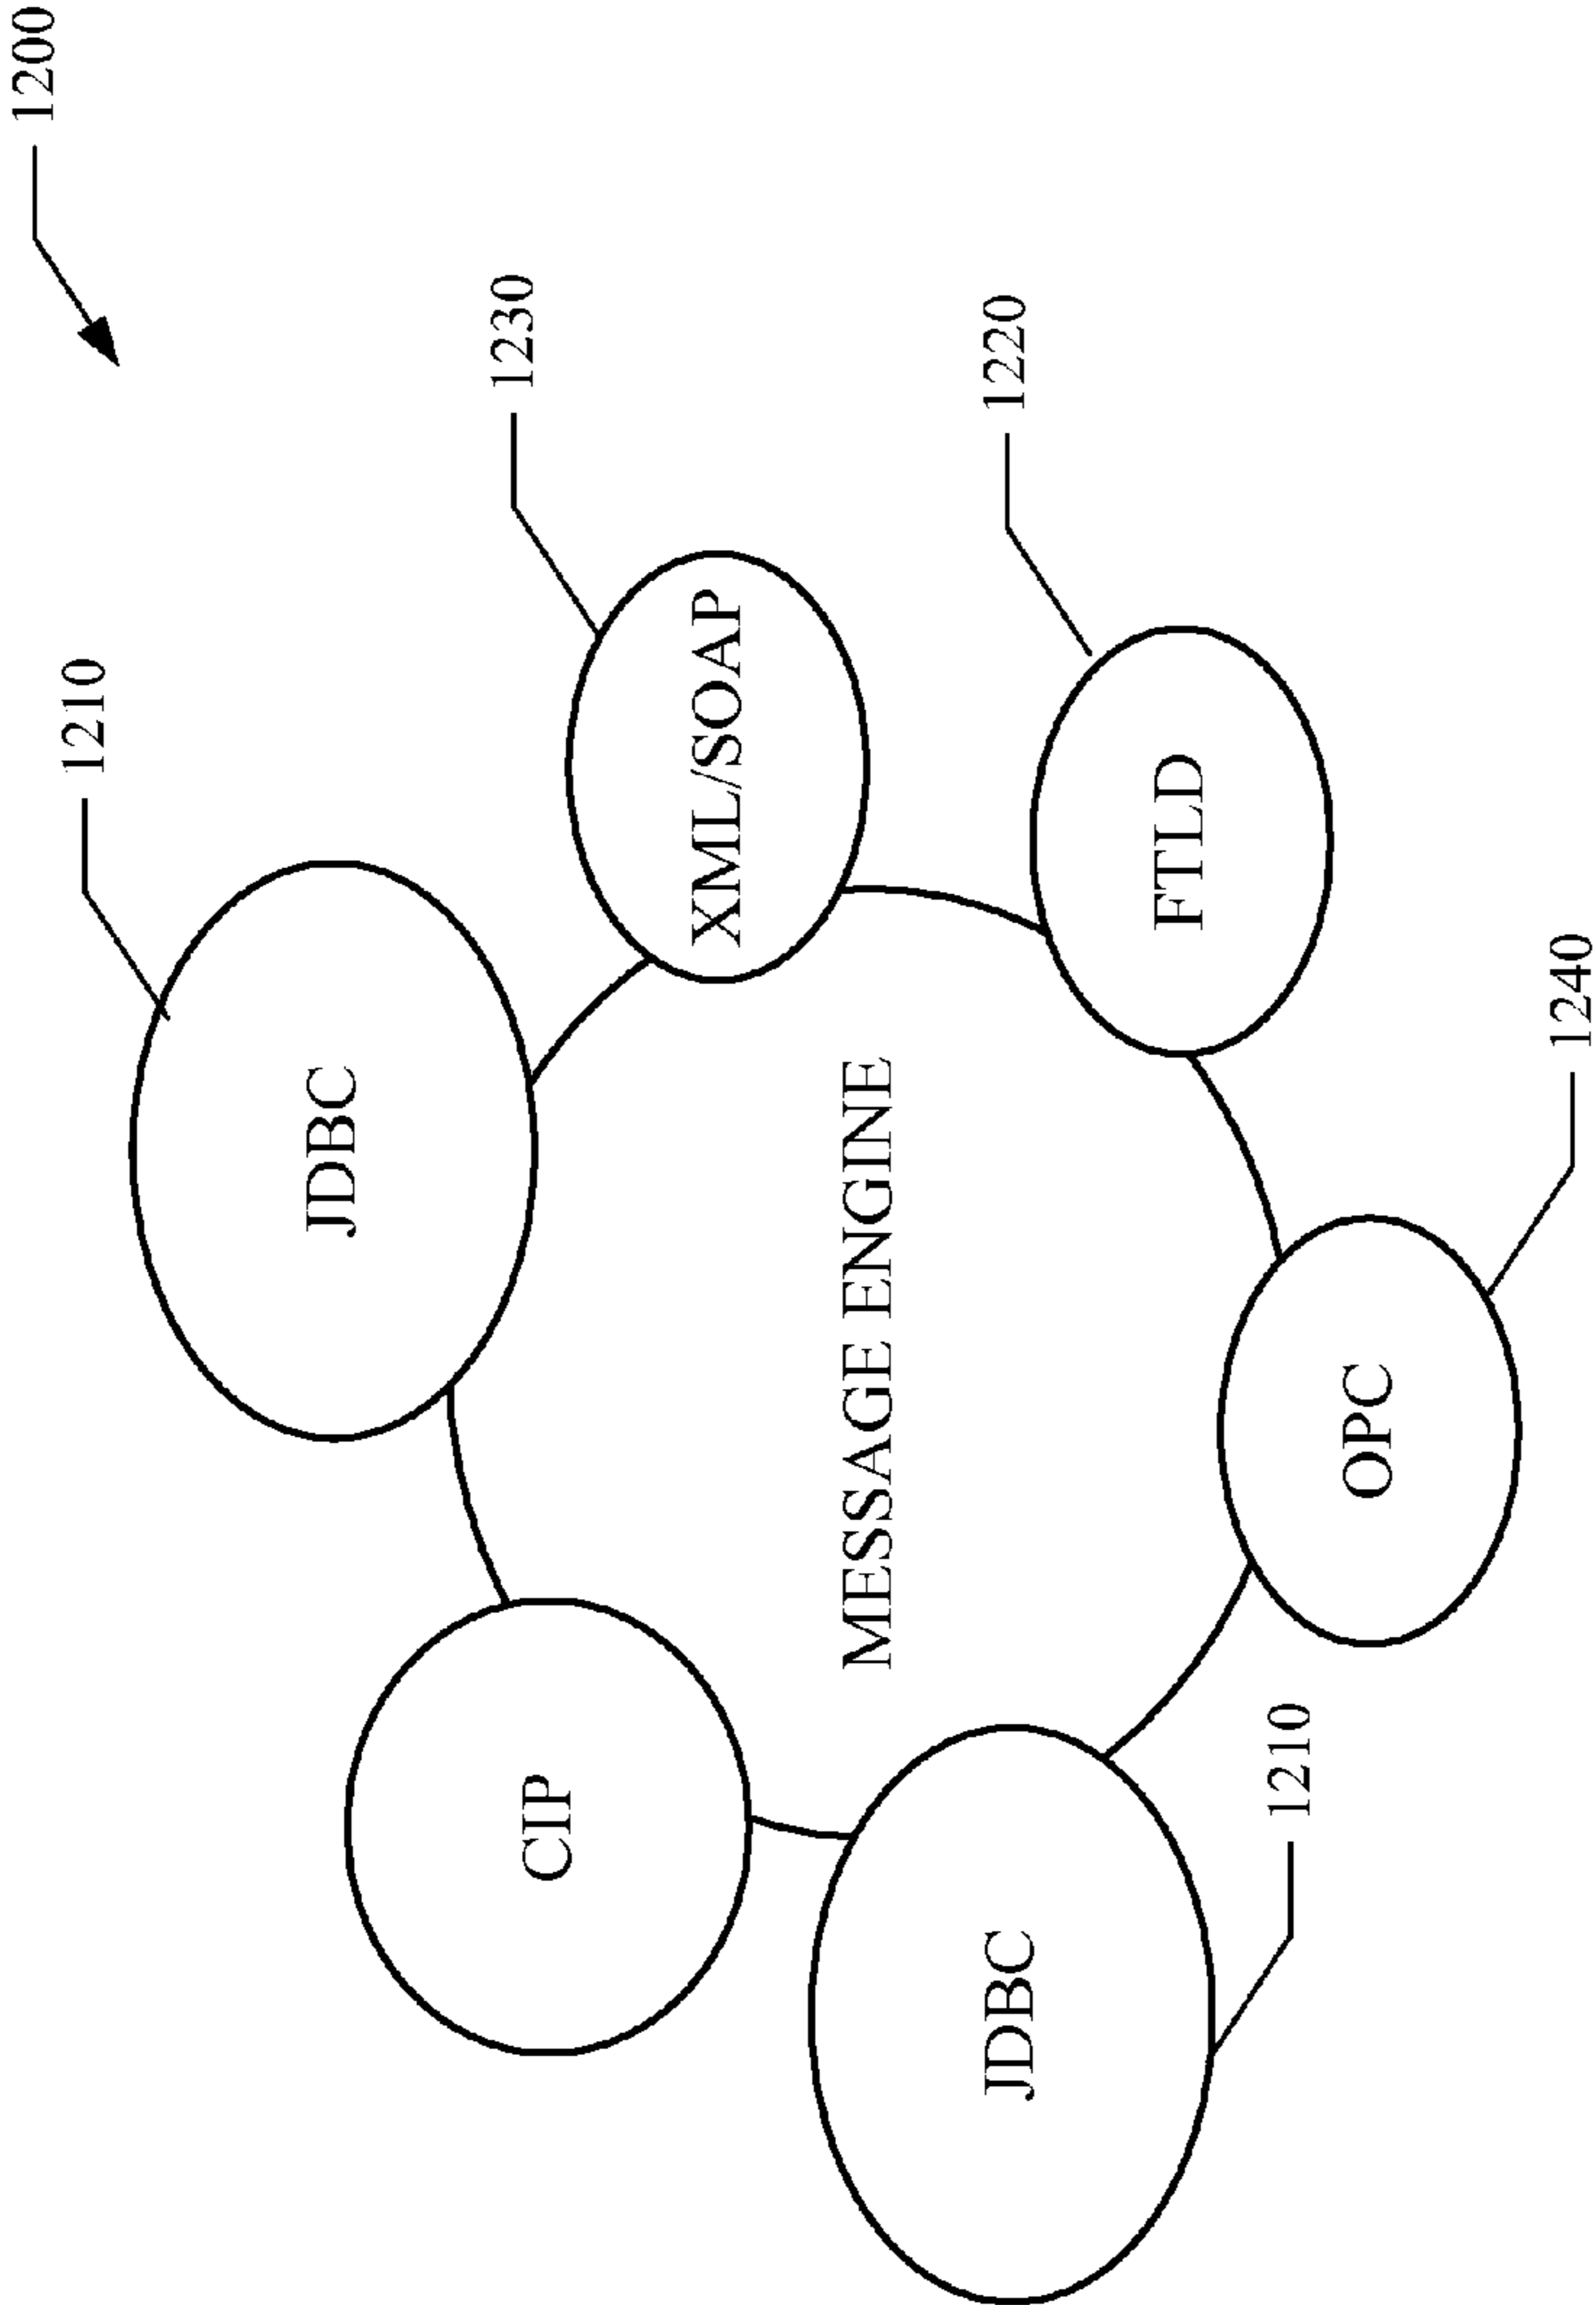 1200
1210
JDBC
1230
CIP
XML/SOAP
MESSAGE ENGINE
1220
JDBC
FTLD
1210
OPC
1240